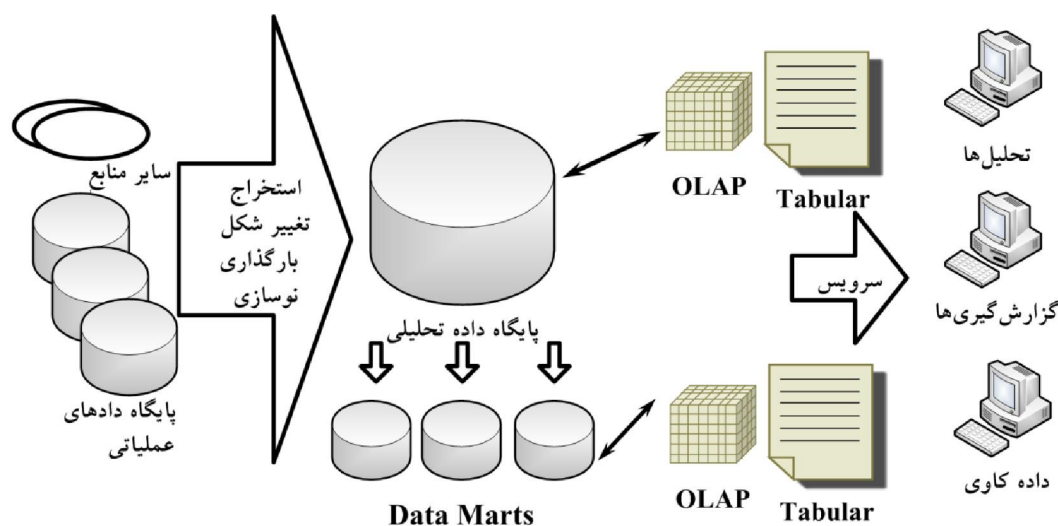 سایر منابع
پایگاه دادهای
عملیاتی
استخراج
تغییر شکل
بارگذاری
نوسازی
پایگاه داده تحلیلی
Data Marts
OLAP
Tabular
OLAP
Tabular
سرویس
تحلیل‌ها
گزارش‌گیری‌ها
داده کاوی